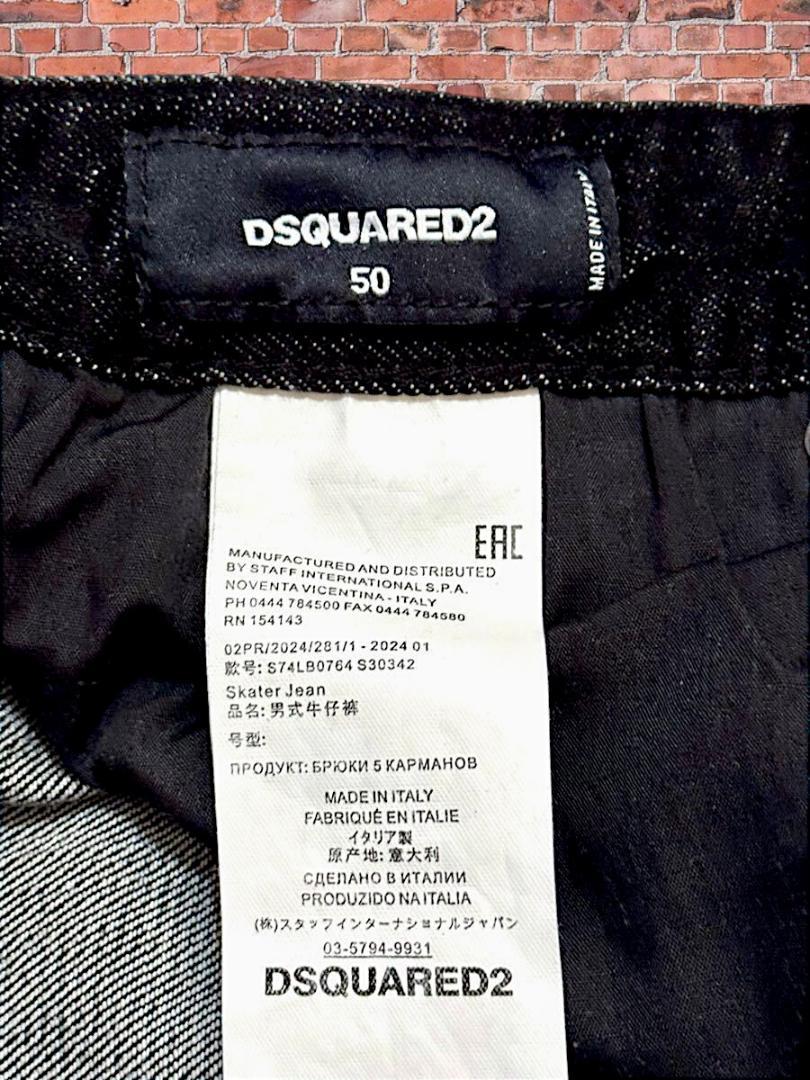 DSQUARED2
50
MADE IN ITALY
EAC
MANUFACTURED AND DISTRIBUTED
BY STAFF INTERNATIONAL S.P.A.
NOVENTA VICENTINA - ITALY
PH 0444 784500 FAX 0444 784580
RN 154143
02PR/2024/281/1 - 2024 01
款号: S74LB0764 S30342
Skater Jean
品名: 男式牛仔裤
号型:
ПРОДУКТ: БРЮКИ 5 КАРМАНОВ
MADE IN ITALY
FABRIQUÉ EN ITALIE
イタリア製
原产地: 意大利
СДЕЛАНО В ИТАЛИИ
PRODUZIDO NA ITALIA
(株)スタッフインターナショナルジャパン
03-5794-9931
DSQUARED2